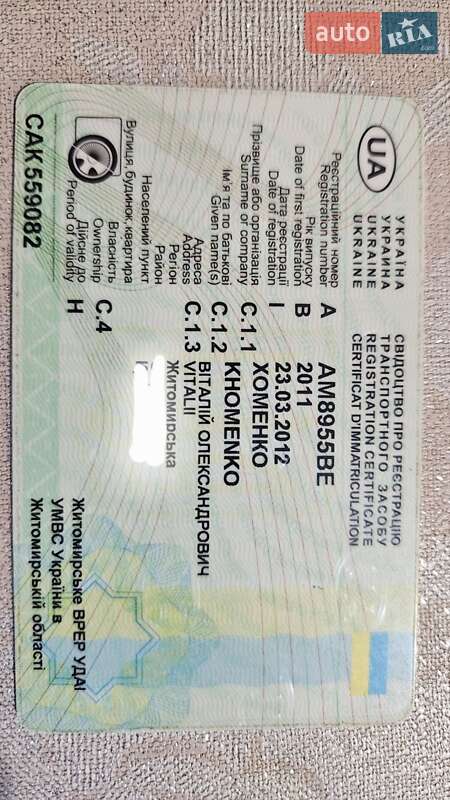 auto RIA.com
UA
УКРАЇНА
УКРАИНА
UKRAINE
UKRAINE
СВІДОЦТВО ПРО РЕЄСТРАЦІЮ
ТРАНСПОРТНОГО ЗАСОБУ
REGISTRATION CERTIFICATE
CERTIFICAT D'IMMATRICULATION
Реєстраційний номер
Registration number A AM8955BE
Рік випуску
Date of first registration B 2011
Дата реєстрації
Date of registration I 23.03.2012
Прізвище або організація C.1.1 ХОМЕНКО
Surname or company KHOMENKO
Ім'я та по батькові C.1.2 ВІТАЛІЙ ОЛЕКСАНДРОВИЧ
Given name(s) VITALII
Адреса C.1.3
Address
Регіон Житомирська
Район
Населений пункт
Вулиця, будинок, квартира
Власність
Ownership C.4
Дійсне до
Period of validity H
Житомирське ВРЕР УДАІ
УМВС України в
Житомирській області
САК559082